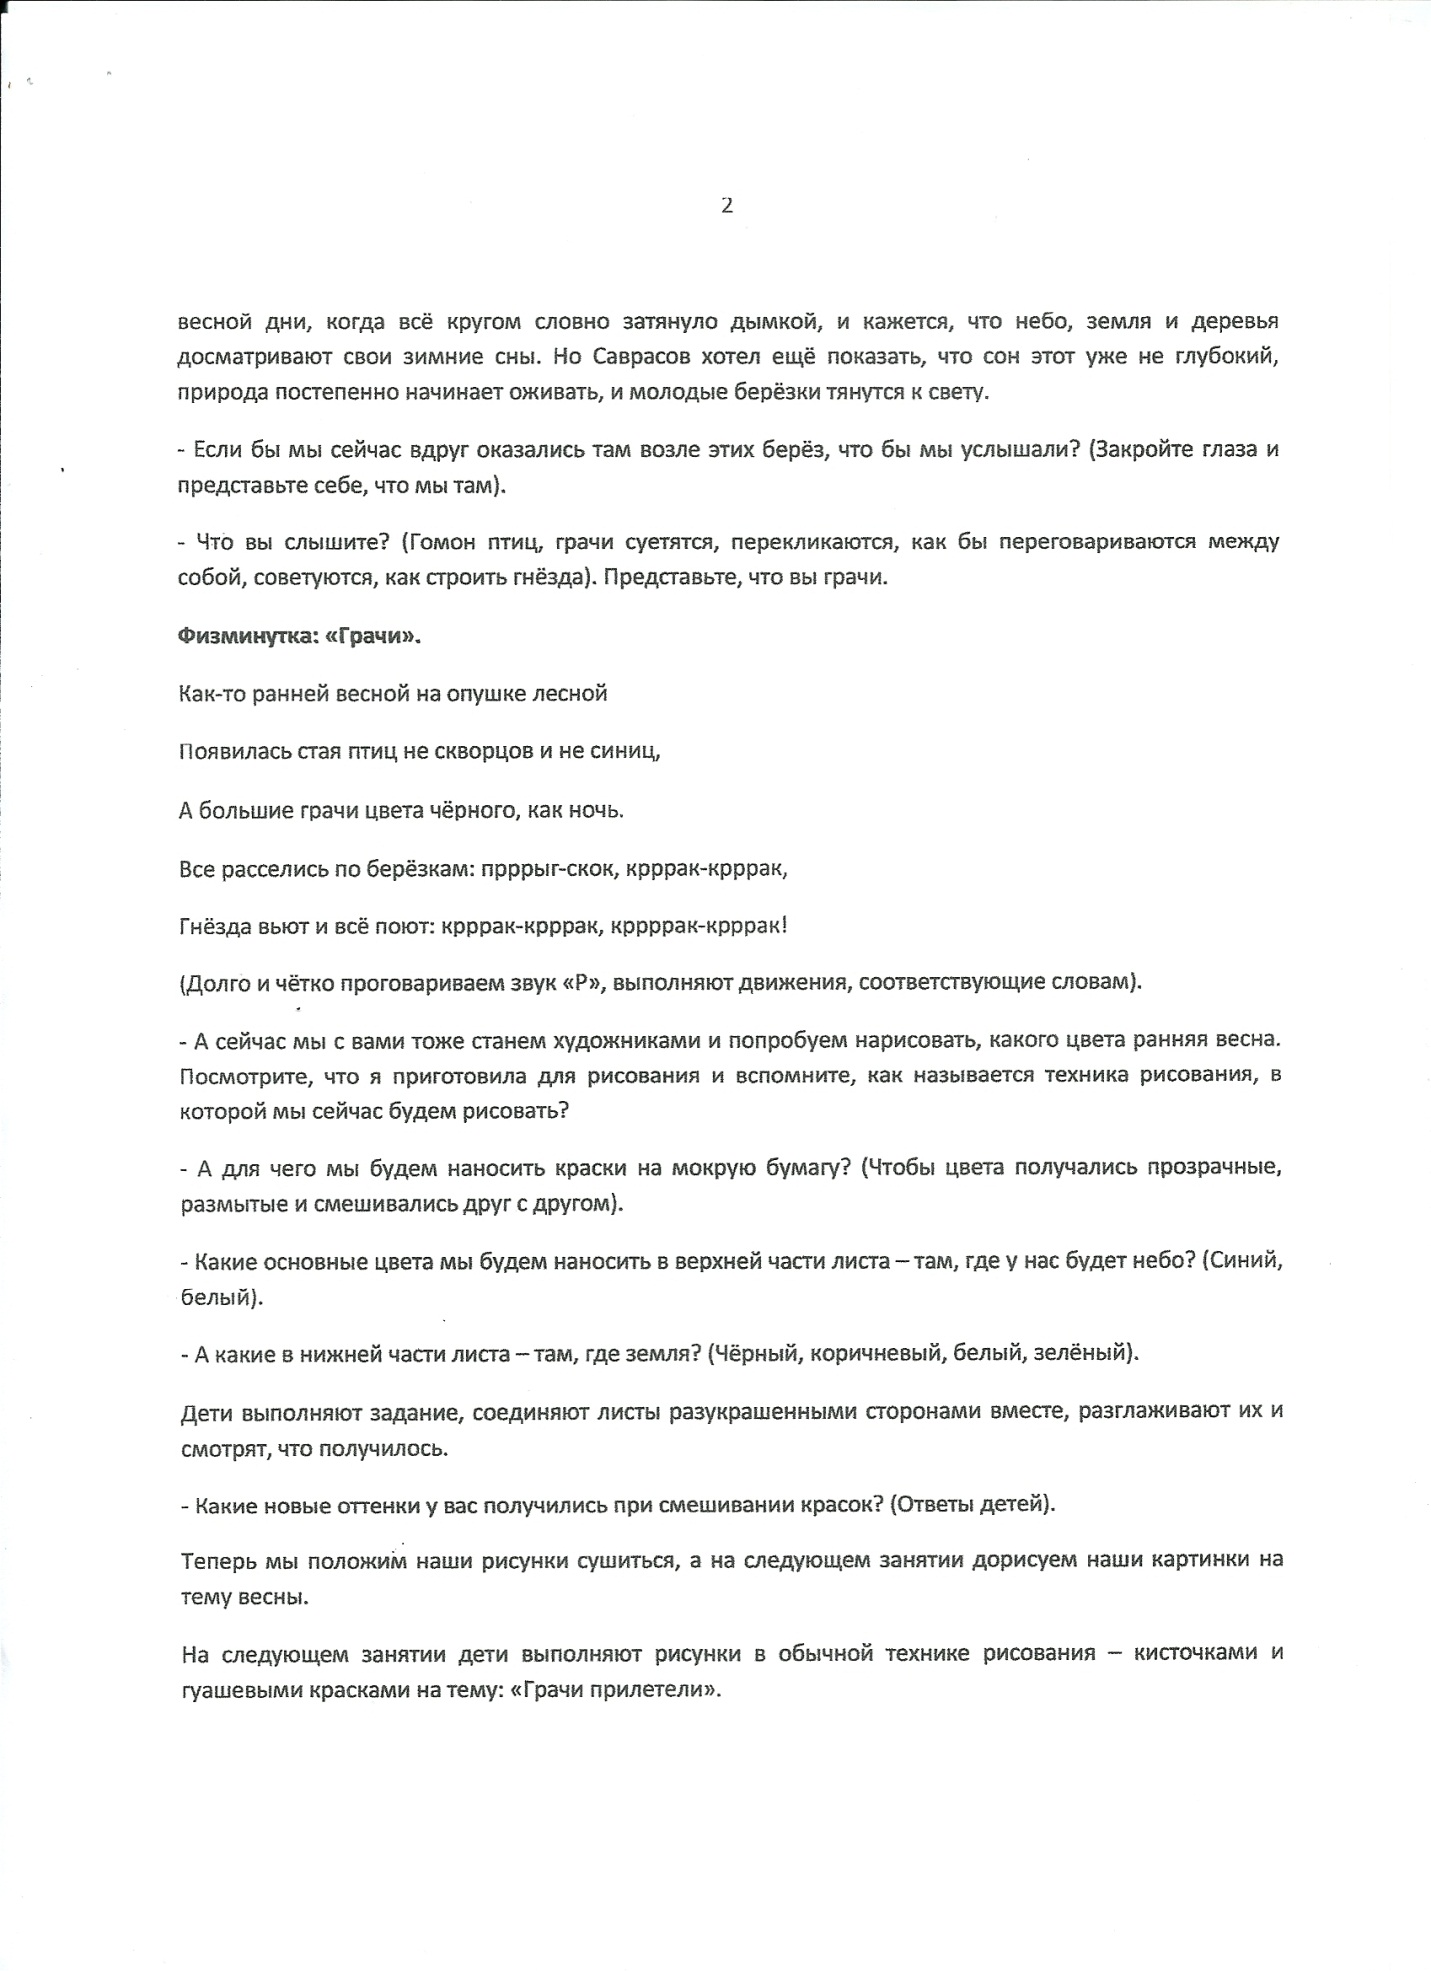 2
весной дни, когда всё кругом словно затянуло дымкой, и кажется, что небо, земля и деревья
досматривают свои зимние сны. Но Саврасов хотел ещё показать, что сон этот уже не глубокий,
природа постепенно начинает оживать, и молодые берёзки тянутся к свету.
- Если бы мы сейчас вдруг оказались там возле этих берёз, что бы мы услышали? (Закройте глаза и
представьте себе, что мы там).
- Что вы слышите? (Гомон птиц, грачи суетятся, перекликаются, как бы переговариваются между
собой, советуются, как строить гнёзда). Представьте, что вы грачи.
Физминутка: «Грачи».
Как-то ранней весной на опушке лесной
Появилась стая птиц не скворцов и не синиц,
А большие грачи цвета чёрного, как ночь.
Все расселись по берёзкам: прррыг-скок, кррpaк-кррpaк,
Гнёзда вьют и всё поют: кррраk-кррраk, крррраk-кррраk!
(Долго и чётко проговариваем звук «Р», выполняют движения, соответствующие словам).
- А сейчас мы с вами тоже станем художниками и попробуем нарисовать, какого цвета ранняя весна.
Посмотрите, что я приготовила для рисования и вспомните, как называется техника рисования, в
которой мы сейчас будем рисовать?
- А для чего мы будем наносить краски на мокрую бумагу? (Чтобы цвета получались прозрачные,
размытые и смешивались друг с другом).
- Какие основные цвета мы будем наносить в верхней части листа – там, где у нас будет небо? (Синий,
белый).
- А какие в нижней части листа – там, где земля? (Чёрный, коричневый, белый, зелёный).
Дети выполняют задание, соединяют листы разукрашенными сторонами вместе, разглаживают их и
смотрят, что получилось.
- Какие новые оттенки у вас получились при смешивании красок? (Ответы детей).
Теперь мы положим наши рисунки сушиться, а на следующем занятии дорисуем наши картинки на
тему весны.
На следующем занятии дети выполняют рисунки в обычной технике рисования – кисточками и
гуашевыми красками на тему: «Грачи прилетели».